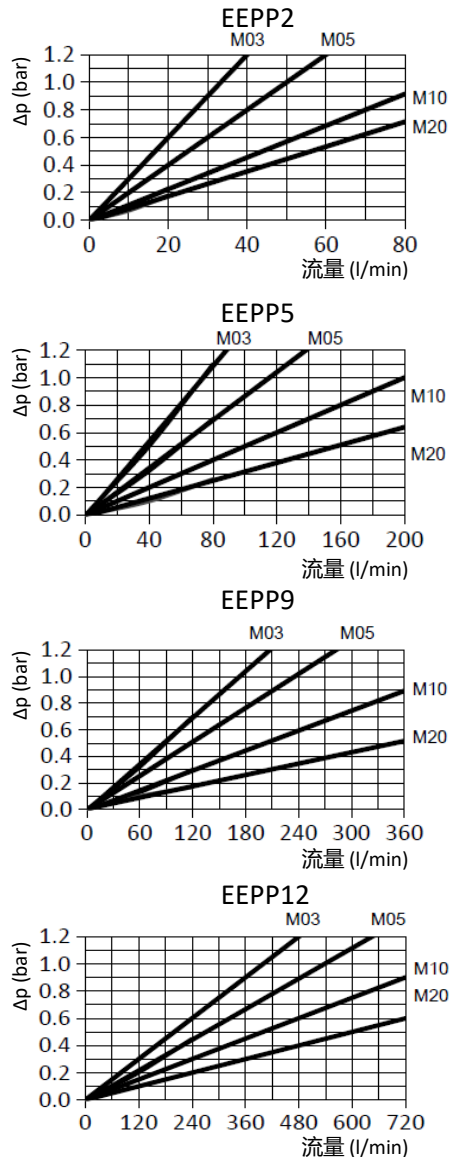 EEPP2
M03 M05
Δp (bar)
1.2
1.0
0.8
0.6
0.4
0.2
0.0
M10
M20
0 20 40 60 80
流量 (l/min)
EEPP5
M03 M05
Δp (bar)
1.2
1.0
0.8
0.6
0.4
0.2
0.0
M10
M20
0 40 80 120 160 200
流量 (l/min)
EEPP9
M03 M05
Δp (bar)
1.2
1.0
0.8
0.6
0.4
0.2
0.0
M10
M20
0 60 120 180 240 300 360
流量 (l/min)
EEPP12
M03 M05
Δp (bar)
1.2
1.0
0.8
0.6
0.4
0.2
0.0
M10
M20
0 120 240 360 480 600 720
流量 (l/min)